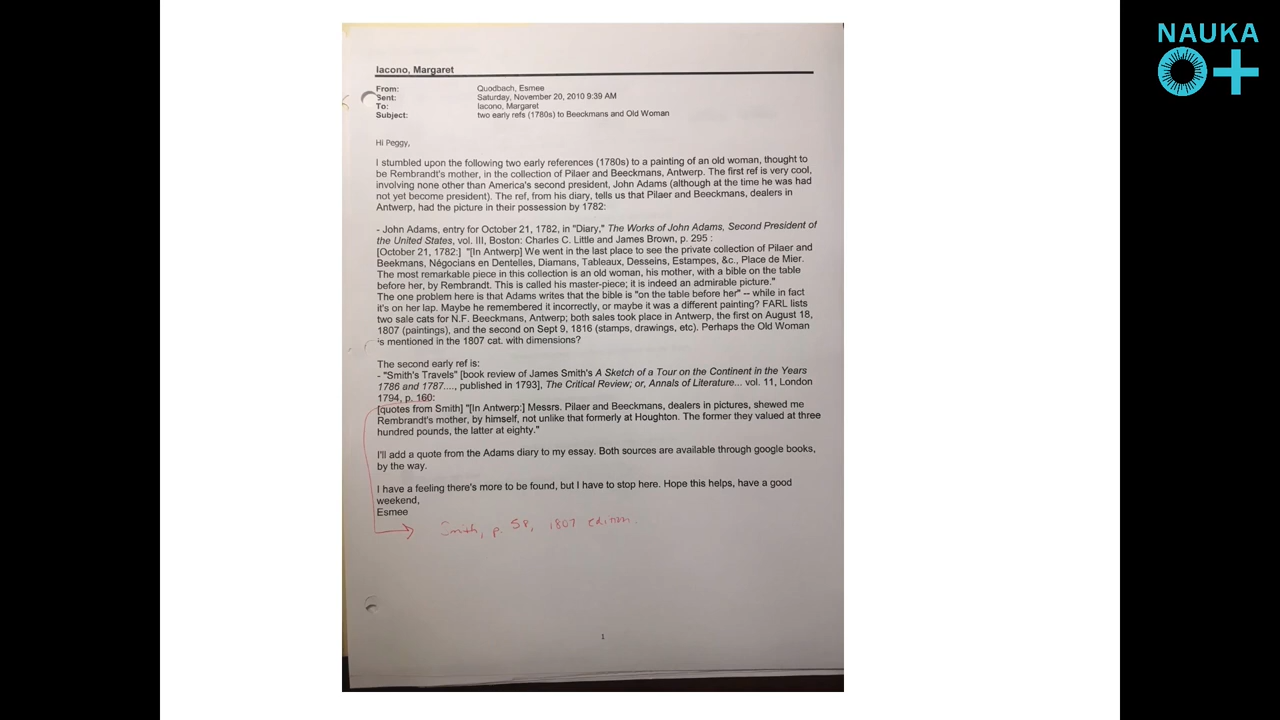 NAUKA
O+
Iacono, Margaret
From: Quodbach, Esmee
Sent: Saturday, November 20, 2010 9:39 AM
To: Iacono, Margaret
Subject: two early refs (1780s) to Beeckmans and Old Woman
Hi Peggy,
I stumbled upon the following two early references (1780s) to a painting of an old woman, thought to
be Rembrandt's mother, in the collection of Pilaer and Beeckmans, Antwerp. The first ref is very cool,
involving none other than America's second president, John Adams (although at the time he was had
not yet become president). The ref, from his diary, tells us that Pilaer and Beeckmans, dealers in
Antwerp, had the picture in their possession by 1782:
- John Adams, entry for October 21, 1782, in "Diary," The Works of John Adams, Second President of
the United States, vol. III, Boston: Charles C. Little and James Brown, p. 295 :
[October 21, 1782:] "[In Antwerp] We went in the last place to see the private collection of Pilaer and
Beekmans, Négocians en Dentelles, Diamans, Tableaux, Desseins, Estampes, &c., Place de Mier.
The most remarkable piece in this collection is an old woman, his mother, with a bible on the table
before her, by Rembrandt. This is called his master-piece; it is indeed an admirable picture."
The one problem here is that Adams writes that the bible is "on the table before her" -- while in fact
it's on her lap. Maybe he remembered it incorrectly, or maybe it was a different painting? FARL lists
two sale cats for N.F. Beeckmans, Antwerp; both sales took place in Antwerp, the first on August 18,
1807 (paintings), and the second on Sept 9, 1816 (stamps, drawings, etc). Perhaps the Old Woman
is mentioned in the 1807 cat. with dimensions?
The second early ref is:
- "Smith's Travels" [book review of James Smith's A Sketch of a Tour on the Continent in the Years
1786 and 1787...., published in 1793], The Critical Review; or, Annals of Literature... vol. 11, London
1794, p. 160:
[quotes from Smith] "[In Antwerp:] Messrs. Pilaer and Beeckmans, dealers in pictures, shewed me
Rembrandt's mother, by himself, not unlike that formerly at Houghton. The former they valued at three
hundred pounds, the latter at eighty."
I'll add a quote from the Adams diary to my essay. Both sources are available through google books,
by the way.
I have a feeling there's more to be found, but I have to stop here. Hope this helps, have a good
weekend,
Esmee
Smith, p. 58, 1807 edition.
1